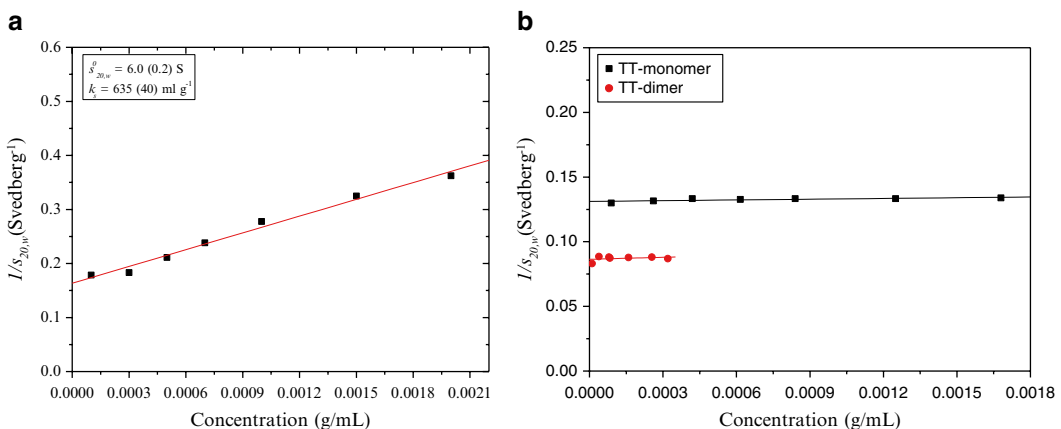 a
s⁰20,w = 6.0 (0.2) S
ks = 635 (40) ml g⁻¹
1/s20,w(Svedberg⁻¹)
0.6
0.5
0.4
0.3
0.2
0.1
0.0
0.0000 0.0003 0.0006 0.0009 0.0012 0.0015 0.0018 0.0021
Concentration (g/mL)
b
TT-monomer
TT-dimer
1/s20,w(Svedberg⁻¹)
0.25
0.20
0.15
0.10
0.05
0.00
0.0000 0.0003 0.0006 0.0009 0.0012 0.0015 0.0018
Concentration (g/mL)